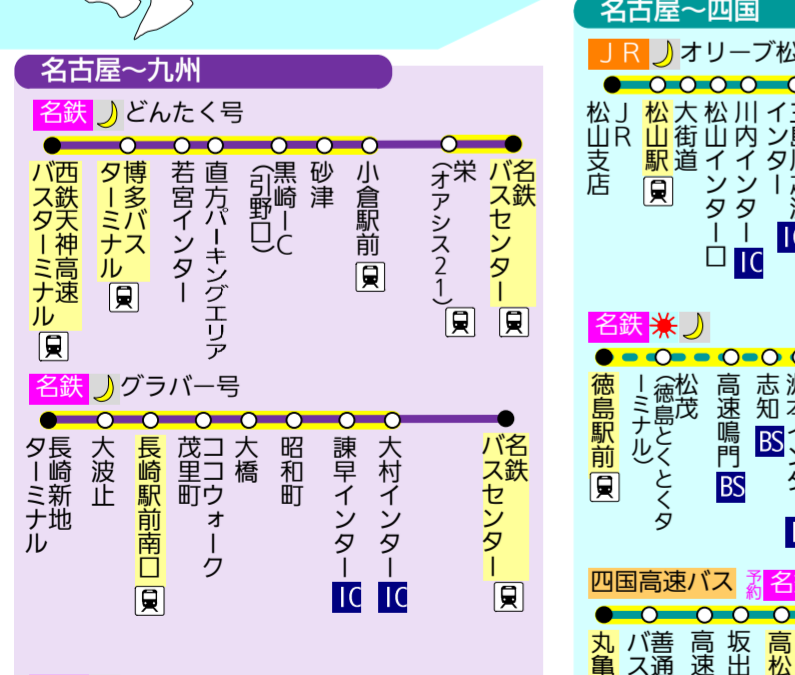 名古屋～九州
名鉄 どんたく号
西鉄天神高速
バスターミナル
博多バス
ターミナル
若宮インター
直方パーキングエリア
黒崎IC
(引野口)
砂津
小倉駅前
栄
(オアシス21)
名鉄
バスセンター
名鉄 グラバー号
長崎新地
ターミナル
大波止
長崎駅前南口
ココウォーク
茂里町
大橋
昭和町
諫早インター IC
大村インター IC
名鉄
バスセンター
名古屋～四国
JR オリーブ松
JR
松山支店
松山駅
大街道
松山インター口
川内インター IC
名鉄
徳島駅前
松茂
(徳島とくとくタ
ーミナル)
高速鳴門 BS
志知 BS
四国高速バス 予約 名
丸亀
善通
バス
高速
坂出
高松